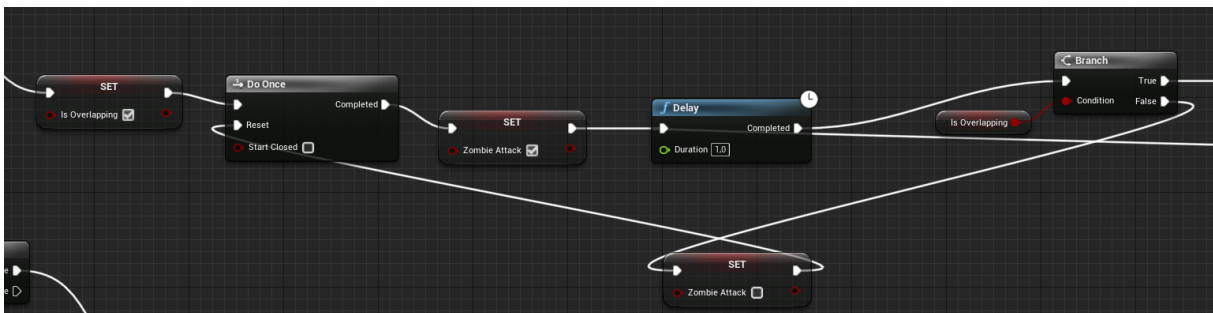 SET
Is Overlapping
Do Once
Completed
Reset
Start Closed
SET
Zombie Attack
Delay
Completed
Duration 1,0
Is Overlapping
Branch
True
Condition
False
SET
Zombie Attack
e
e